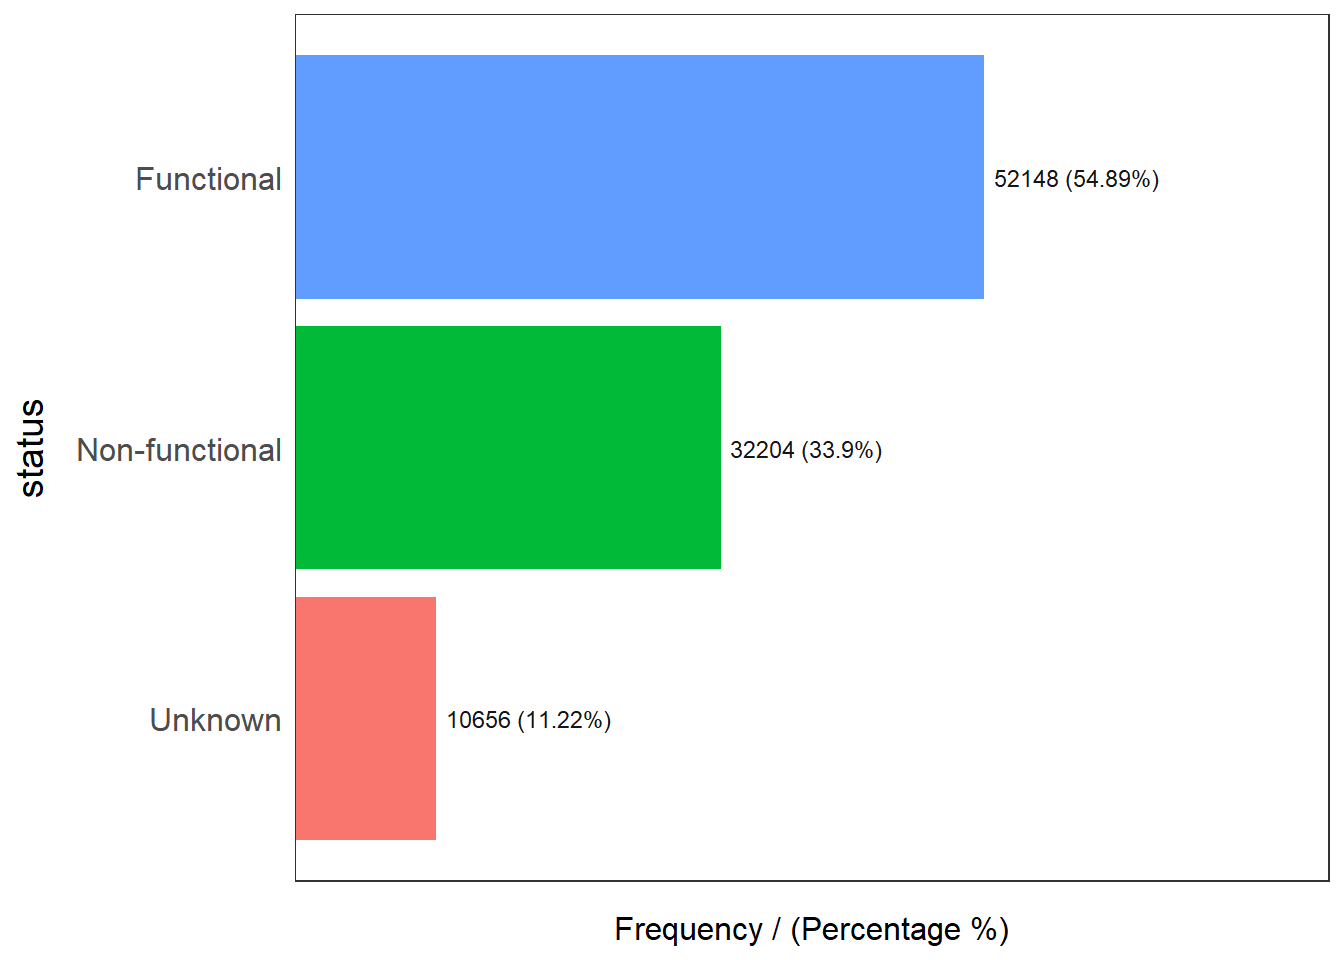 Functional
52148 (54.89%)
status
Non-functional
32204 (33.9%)
Unknown
10656 (11.22%)
Frequency / (Percentage %)